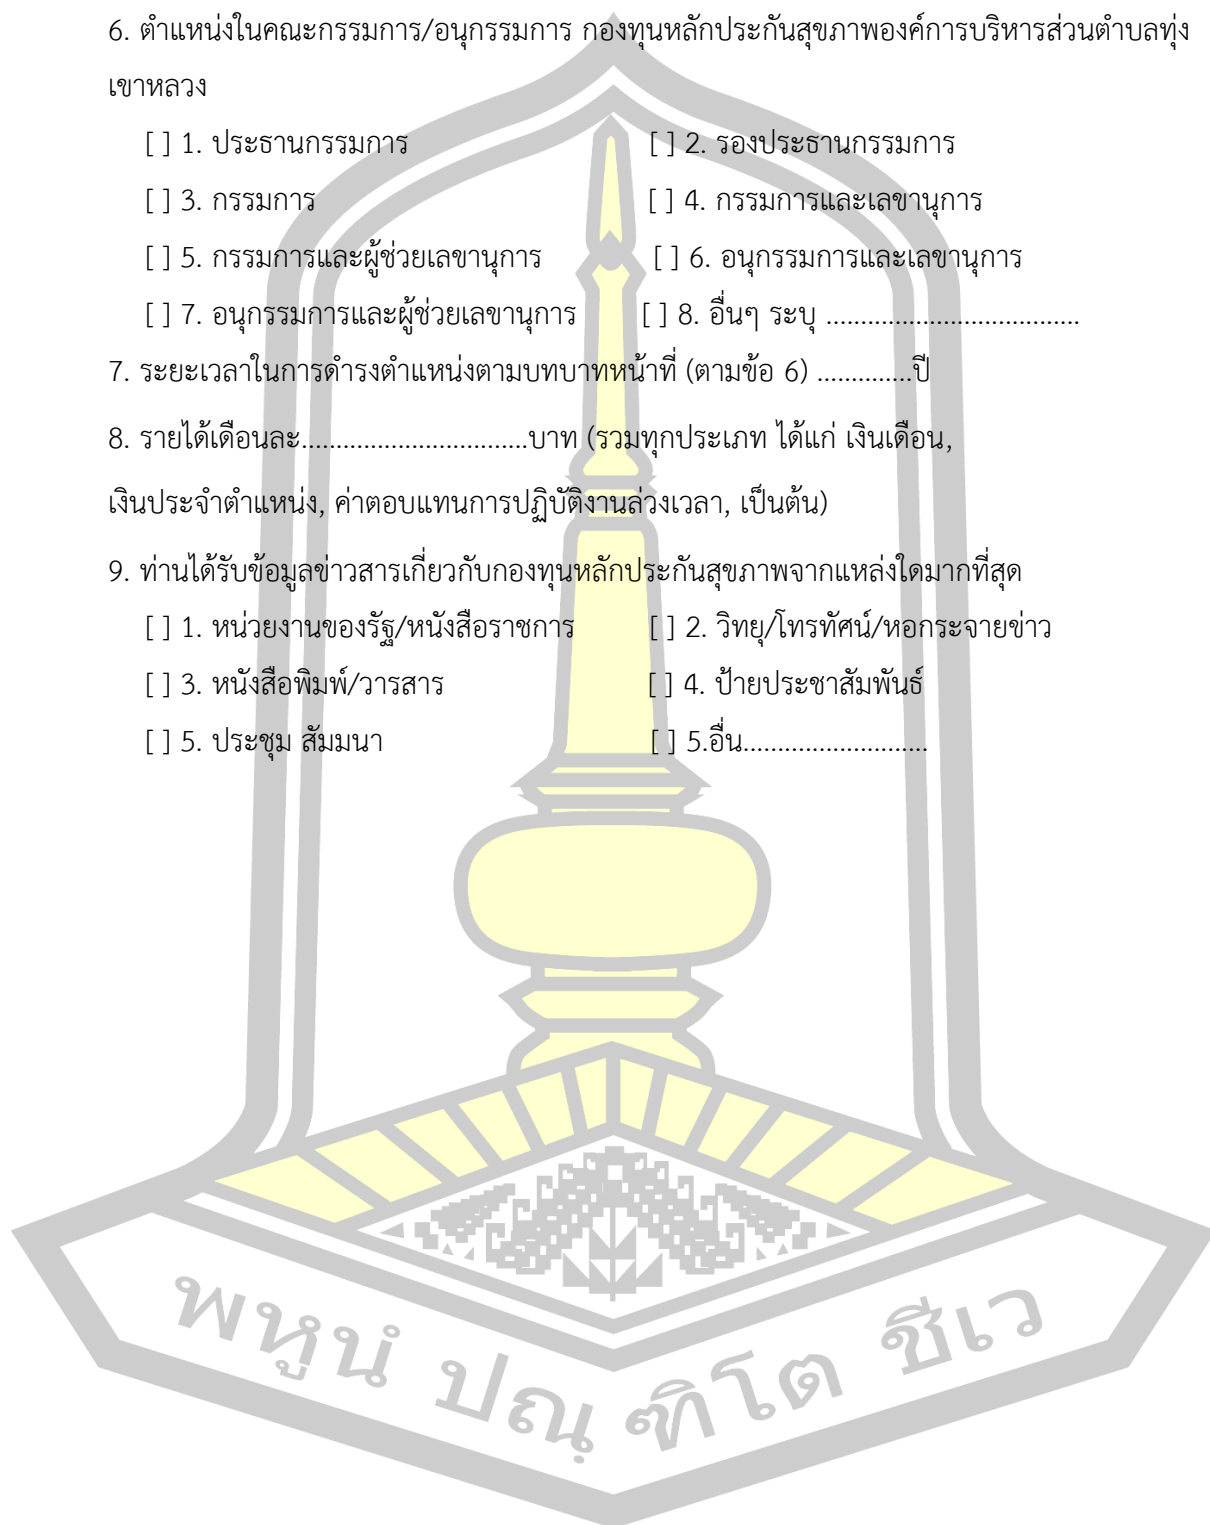 6. ตำแหน่งในคณะกรรมการ/อนุกรรมการ กองทุนหลักประกันสุขภาพองค์การบริหารส่วนตำบลทุ่ง
เขาหลวง
[ ] 1. ประธานกรรมการ [ ] 2. รองประธานกรรมการ
[ ] 3. กรรมการ [ ] 4. กรรมการและเลขานุการ
[ ] 5. กรรมการและผู้ช่วยเลขานุการ [ ] 6. อนุกรรมการและเลขานุการ
[ ] 7. อนุกรรมการและผู้ช่วยเลขานุการ [ ] 8. อื่นๆ ระบุ .....................................
7. ระยะเวลาในการดำรงตำแหน่งตามบทบาทหน้าที่ (ตามข้อ 6) ..............ปี
8. รายได้เดือนละ.................................บาท (รวมทุกประเภท ได้แก่ เงินเดือน,
เงินประจำตำแหน่ง, ค่าตอบแทนการปฏิบัติงานล่วงเวลา, เป็นต้น)
9. ท่านได้รับข้อมูลข่าวสารเกี่ยวกับกองทุนหลักประกันสุขภาพจากแหล่งใดมากที่สุด
[ ] 1. หน่วยงานของรัฐ/หนังสือราชการ [ ] 2. วิทยุ/โทรทัศน์/หอกระจายข่าว
[ ] 3. หนังสือพิมพ์/วารสาร [ ] 4. ป้ายประชาสัมพันธ์
[ ] 5. ประชุม สัมมนา [ ] 5.อื่น...........................
พหูนํ ปณฺฑิโต ชีเว